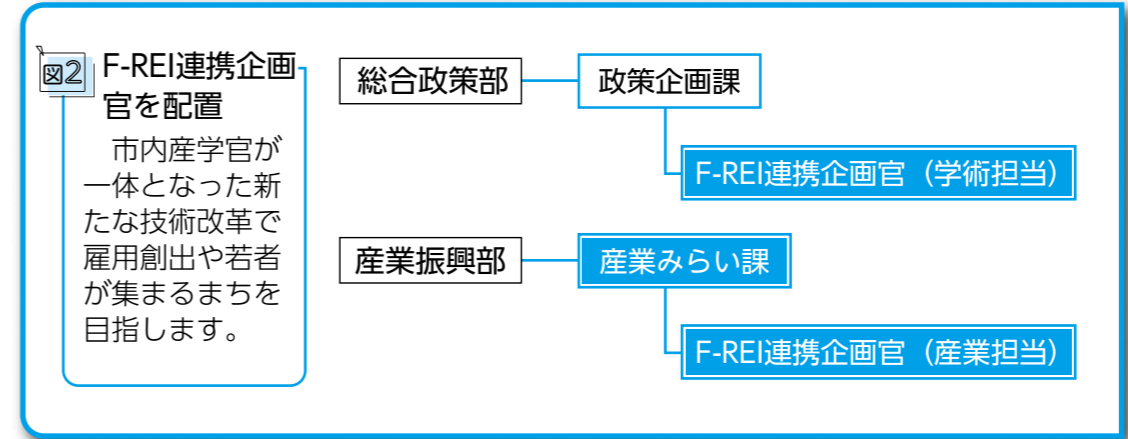 図2
F-REI連携企画
官を配置
　市内産学官が
一体となった新
たな技術改革で
雇用創出や若者
が集まるまちを
目指します。
総合政策部
政策企画課
F-REI連携企画官（学術担当）
産業振興部
産業みらい課
F-REI連携企画官（産業担当）